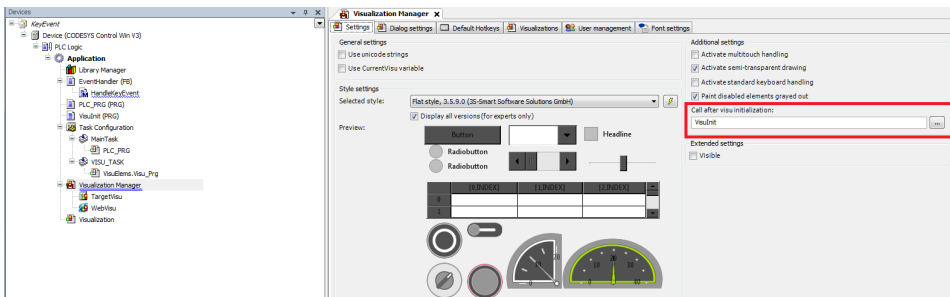 Devices
KeyEvent
Device (CODESYS Control Win V3)
PLC Logic
Application
Library Manager
EventHandler (FB)
HandleKeyEvent
PLC_PRG (PRG)
VisuInit (PRG)
Task Configuration
MainTask
PLC_PRG
VISU_TASK
VisuElems.Visu_Prg
Visualization Manager
TargetVisu
WebVisu
Visualization
Visualization Manager X
Settings Dialog settings Default Hotkeys Visualizations User management Font settings
General settings
Use unicode strings
Use CurrentVisu variable
Style settings
Selected style: Flat style, 3.5.9.0 (3S-Smart Software Solutions GmbH)
Display all versions (for experts only)
Preview:
Button Headline
Radiobutton
Radiobutton
[0,INDEX] [1,INDEX] [2,INDEX]
0
1
Additional settings
Activate multitouch handling
Activate semi-transparent drawing
Activate standard keyboard handling
Paint disabled elements grayed out
Call after visu initialization:
VisuInit ...
Extended settings
Visible